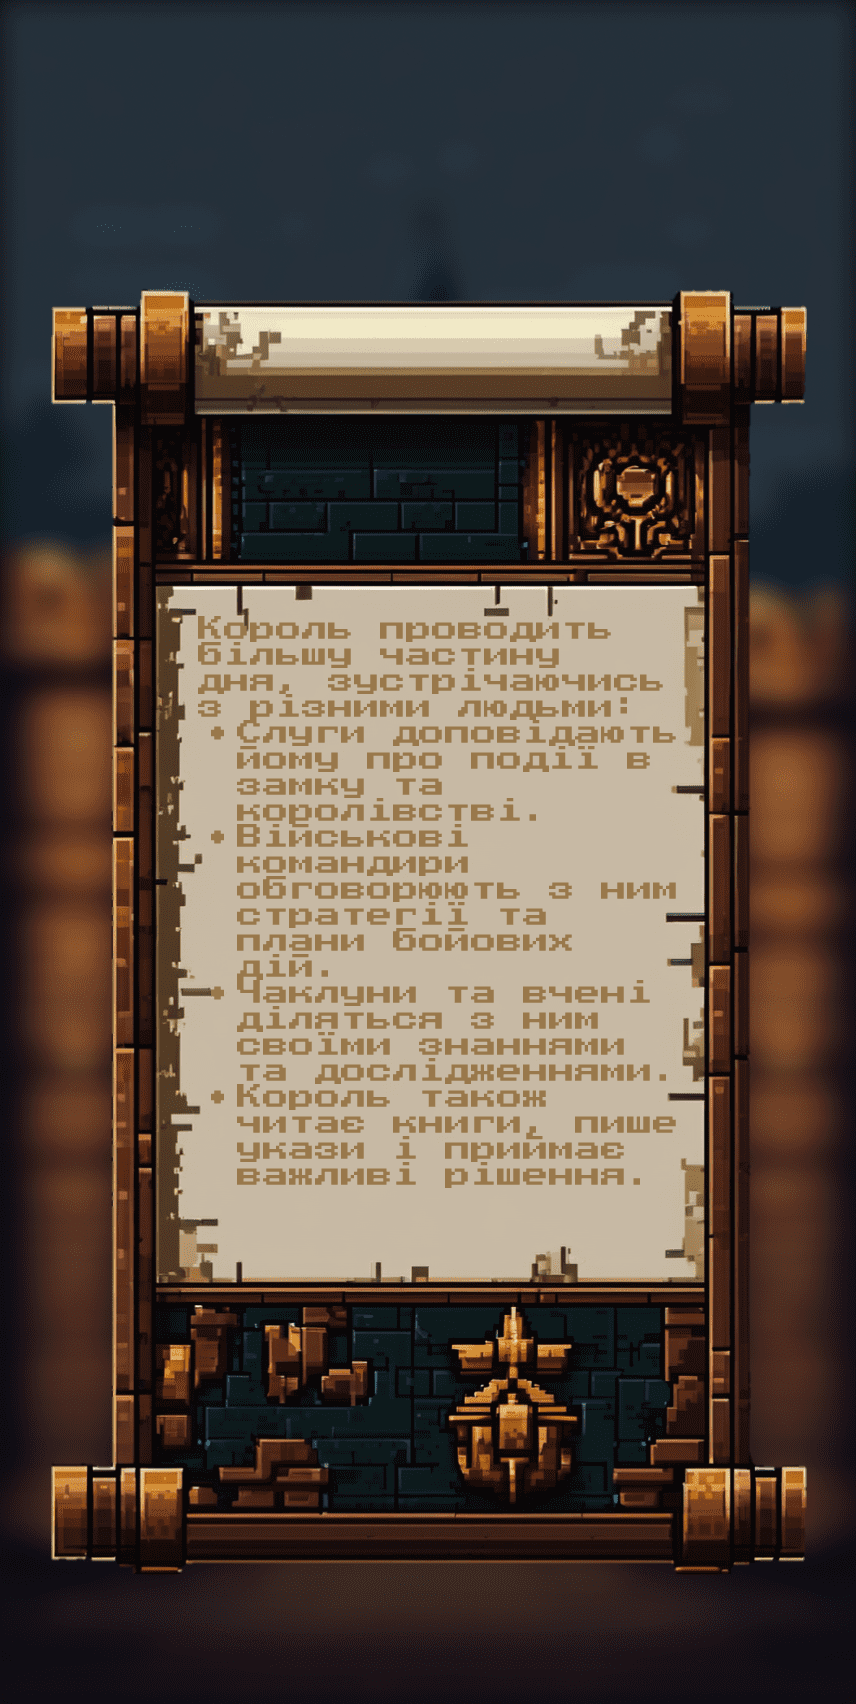 Король проводить
більшу частину
дня, зустрічаючись
з різними людьми:
•Слуги доповідають
йому про події в
замку та
королівстві.
•Військові
командири
обговорюють з ним
стратегії та
плани бойових
дій.
•Чаклуни та вчені
діляться з ним
своїми знаннями
та дослідженнями.
•Король також
читає книги, пише
укази і приймає
важливі рішення.